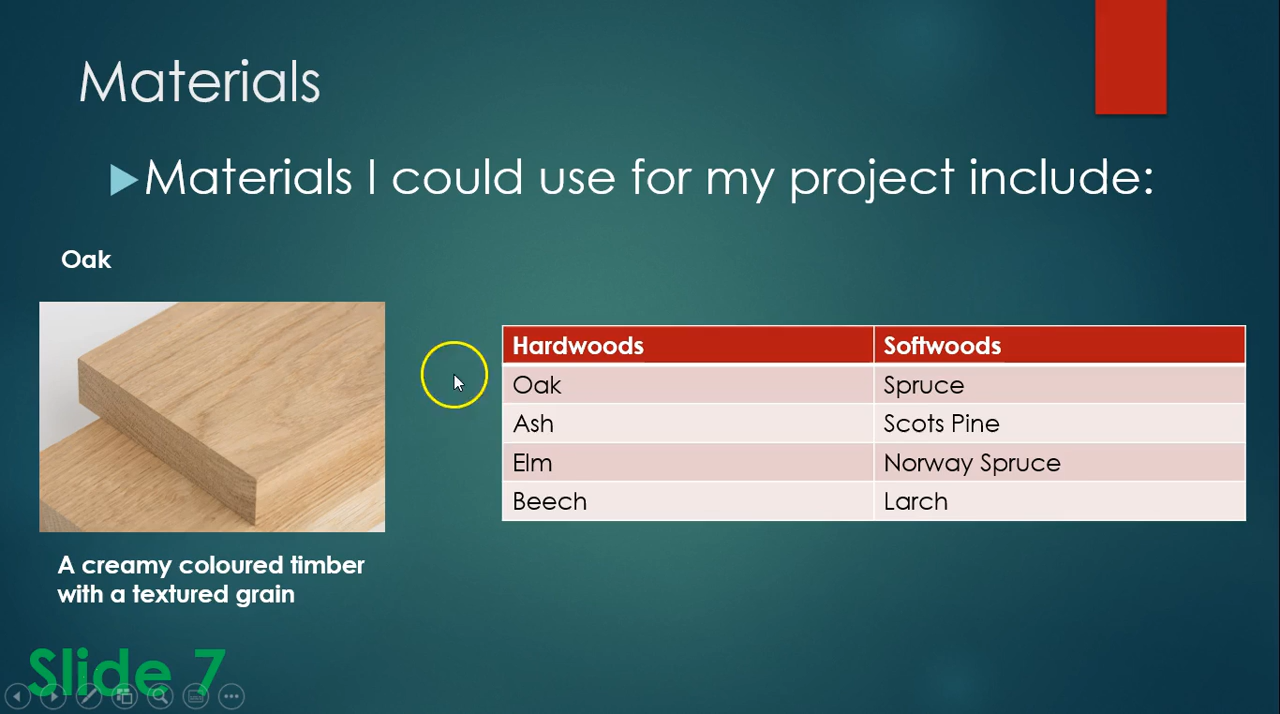 Materials
Materials I could use for my project include:
Oak
Hardwoods Softwoods
Oak Spruce
Ash Scots Pine
Elm Norway Spruce
Beech Larch
A creamy coloured timber
with a textured grain
Slide 7